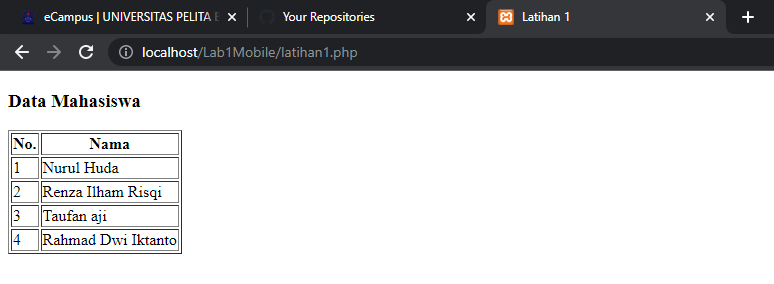 eCampus | UNIVERSITAS PELITA
Your Repositories
Latihan 1
localhost/Lab1Mobile/latihan1.php
Data Mahasiswa
No. Nama
1 Nurul Huda
2 Renza Ilham Risqi
3 Taufan aji
4 Rahmad Dwi Iktanto